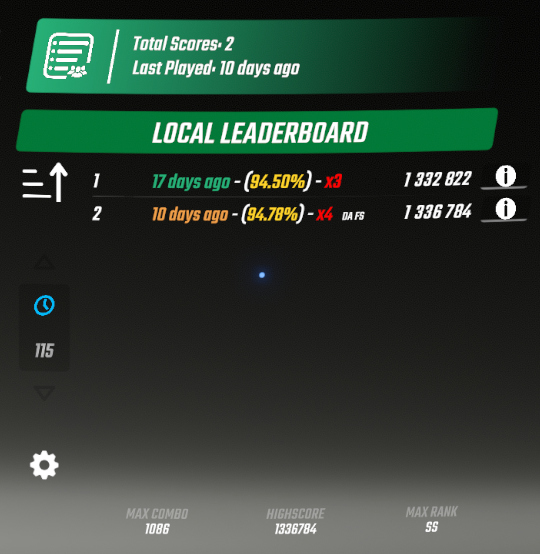 Total Scores: 2
Last Played: 10 days ago
LOCAL LEADERBOARD
1 17 days ago - (94.50%) - x3 1 332 822
2 10 days ago - (94.78%) - x4 DA FS 1 336 784
115
MAX COMBO HIGHSCORE MAX RANK
1086 1336784 SS